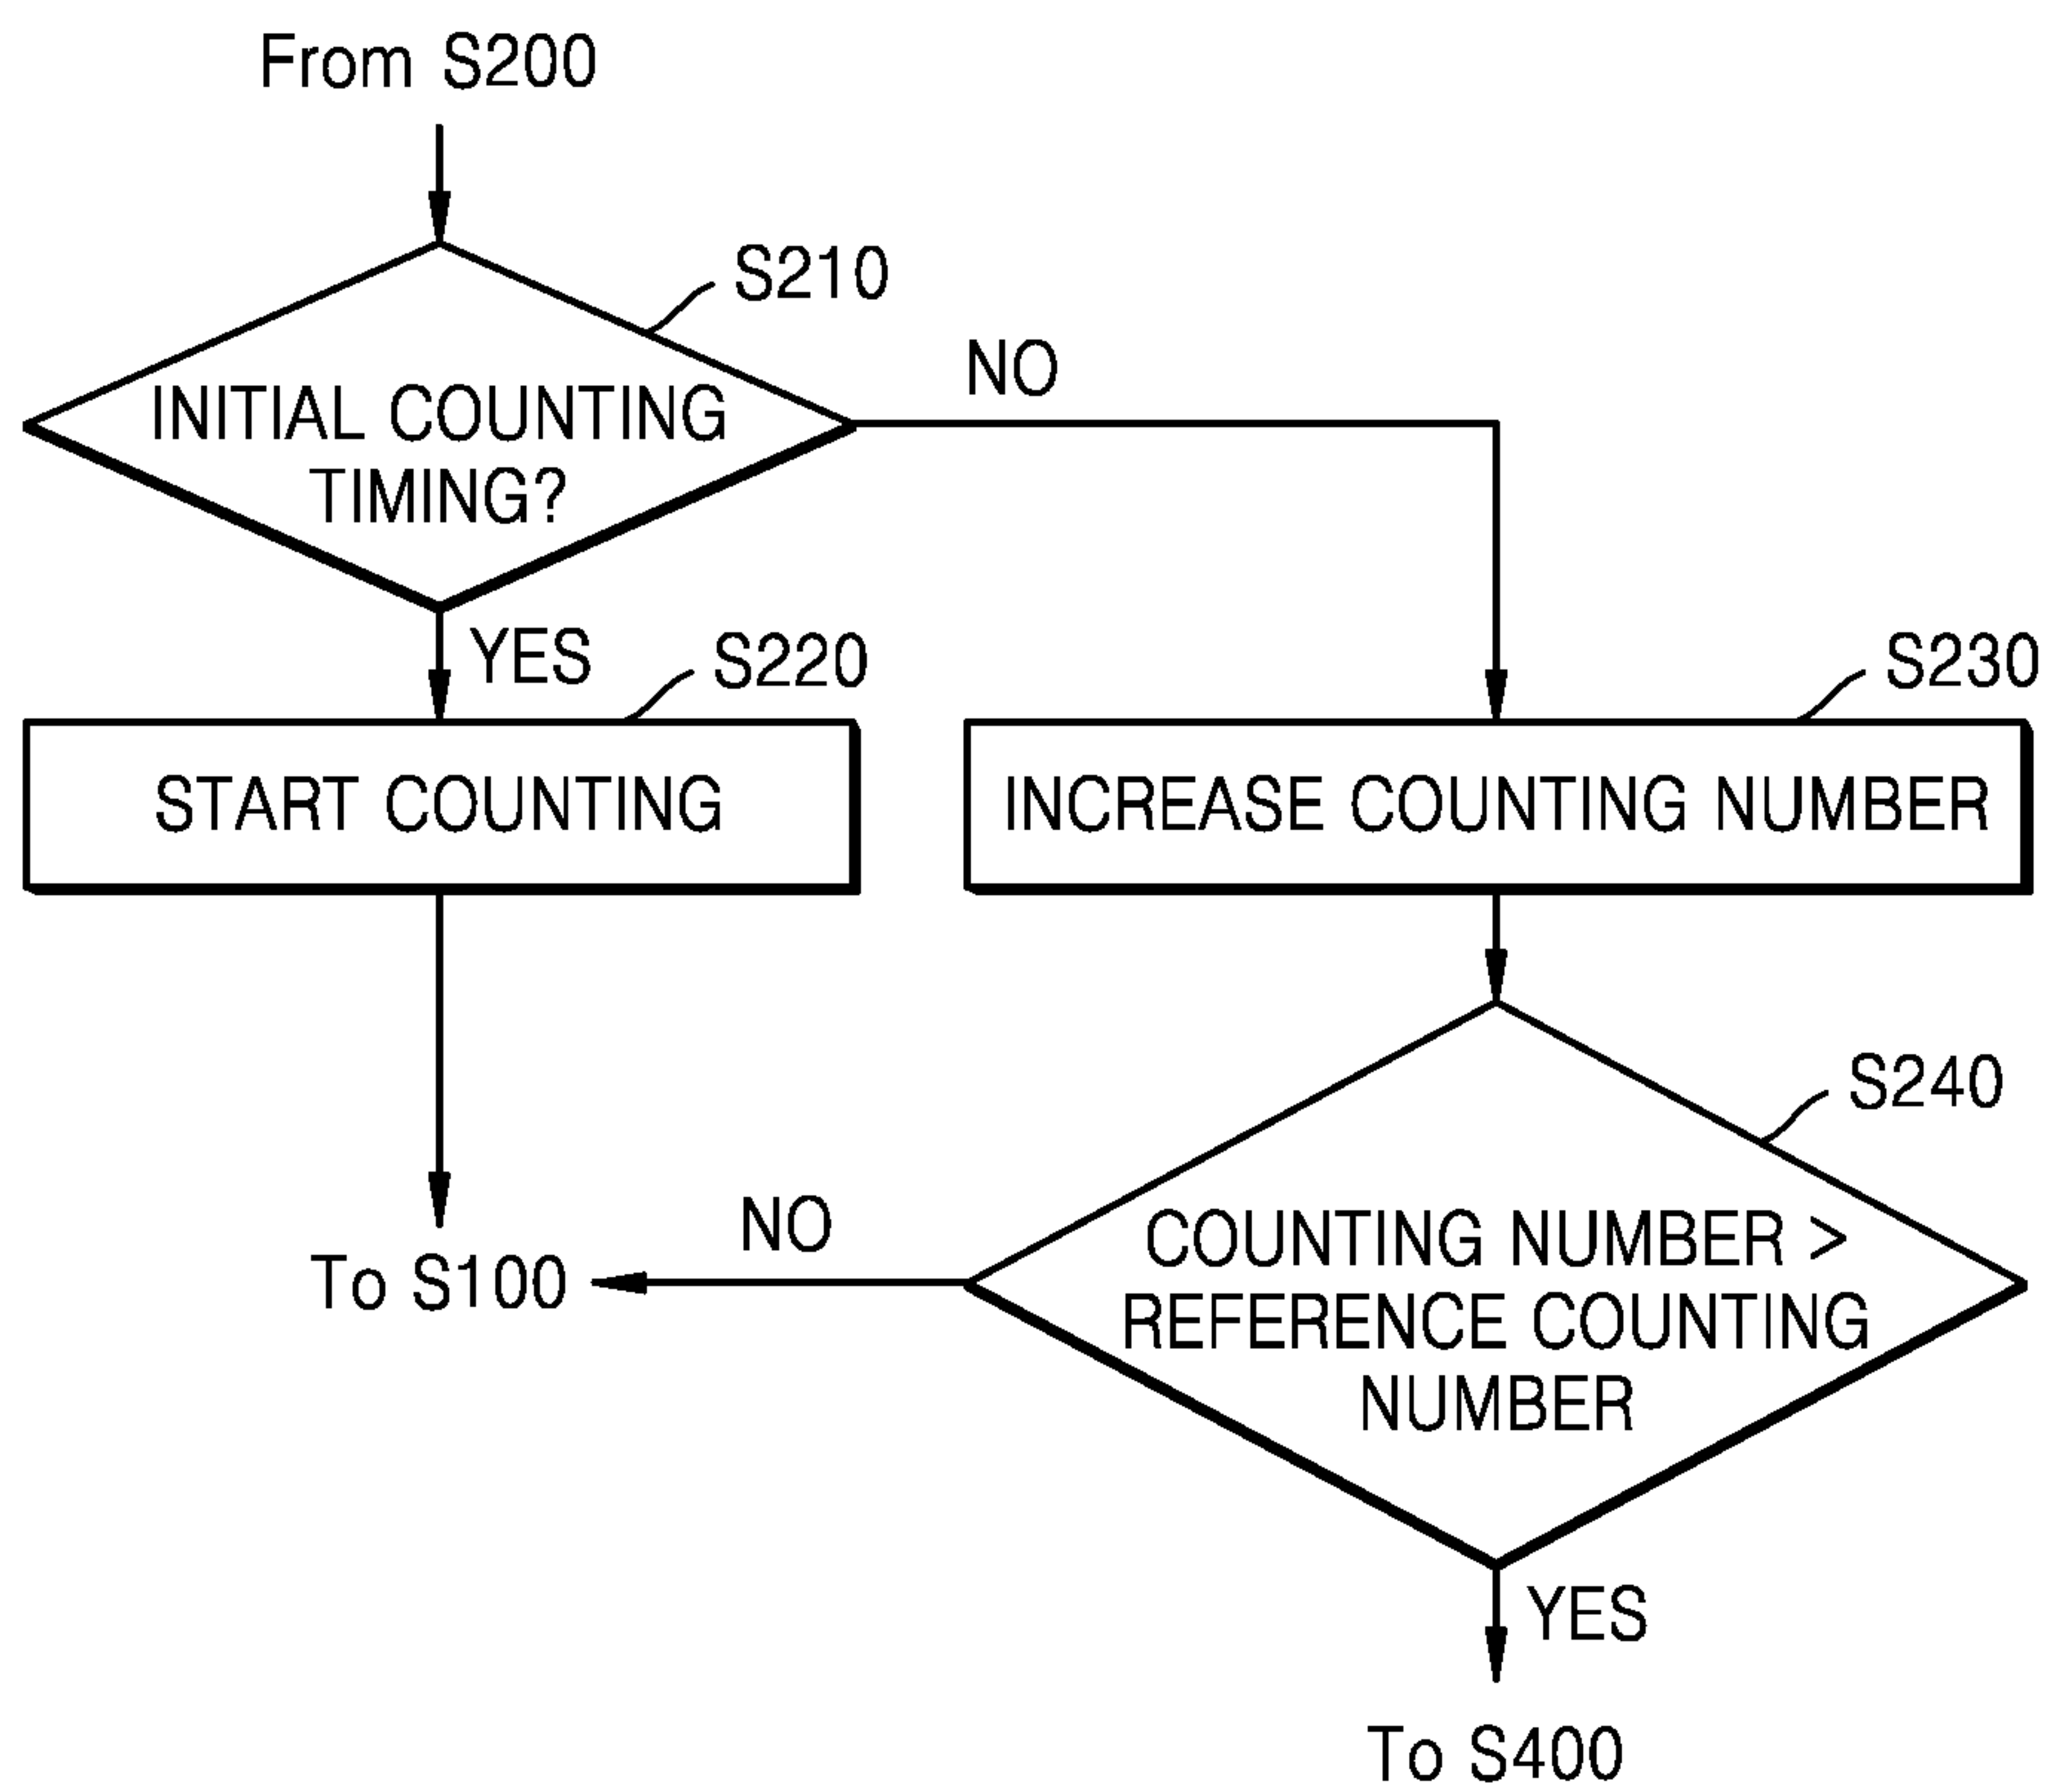 From S200
S210
INITIAL COUNTING
TIMING?
NO
YES
S220
S230
START COUNTING
INCREASE COUNTING NUMBER
S240
NO
To S100
COUNTING NUMBER >
REFERENCE COUNTING
NUMBER
YES
To S400